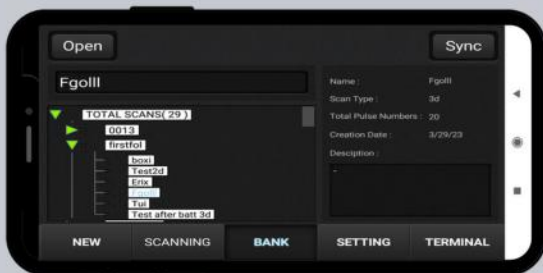 Open
Sync
Fgolll
TOTAL SCANS( 29 )
0013
firstfol
boxi
Test2d
Erix
Fgolll
Tui
Test after batt 3d
Name : Fgolll
Scan Type : 3d
Total Pulse Numbers : 20
Creation Date : 3/29/23
Desciption :
-
NEW
SCANNING
BANK
SETTING
TERMINAL